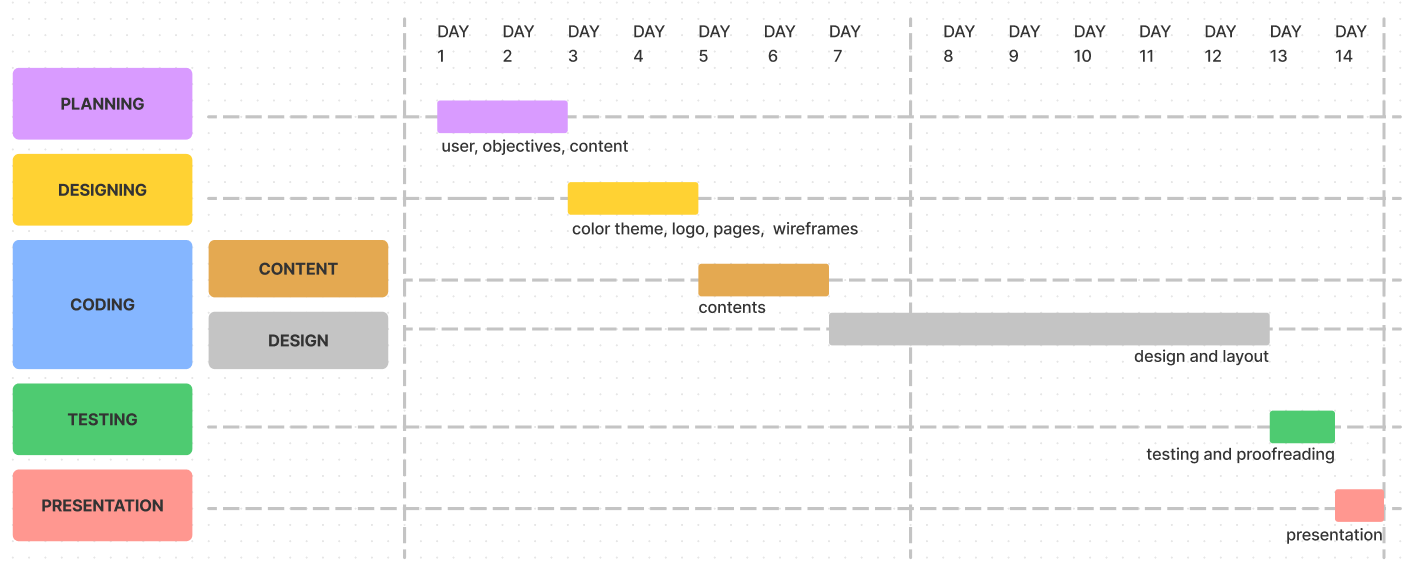 DAY DAY DAY DAY DAY DAY DAY DAY DAY DAY DAY DAY DAY DAY
1 2 3 4 5 6 7 8 9 10 11 12 13 14
PLANNING
user, objectives, content
DESIGNING
color theme, logo, pages, wireframes
CODING
CONTENT
contents
DESIGN
design and layout
TESTING
testing and proofreading
PRESENTATION
presentation